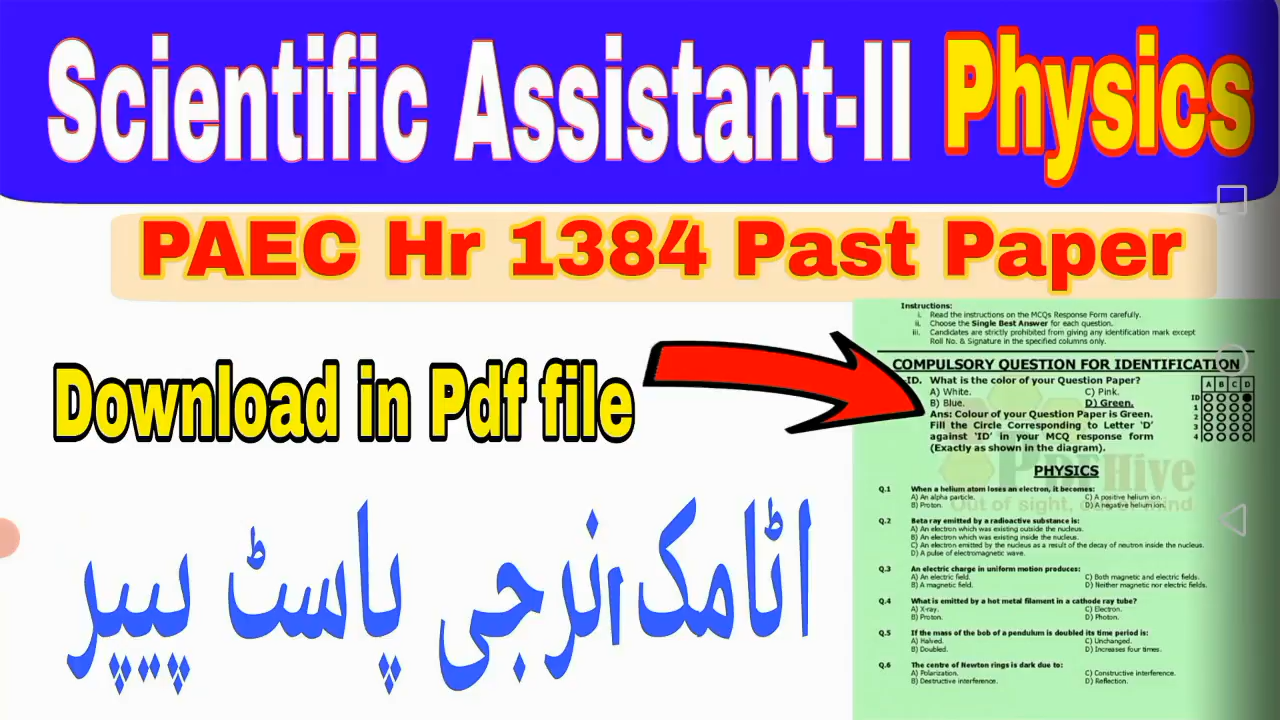 Scientific Assistant-II Physics
PAEC Hr 1384 Past Paper
Download in Pdf file
اٹامک انرجی پاسٹ پیپر
Instructions:
i. Read the instructions on the MCQs Response Form carefully.
ii. Choose the Single Best Answer for each question.
iii. Candidates are strictly prohibited from giving any identification mark except
Roll No. & Signature in the specified columns only.
COMPULSORY QUESTION FOR IDENTIFICATION
ID. What is the color of your Question Paper?
A) White. C) Pink.
B) Blue. D) Green.
Ans: Colour of your Question Paper is Green.
Fill the Circle Corresponding to Letter 'D'
against 'ID' in your MCQ response form
(Exactly as shown in the diagram).
A B C D
ID
1
2
3
4
PDFHive
Out of sight, out of mind
PHYSICS
Q.1 When a helium atom loses an electron, it becomes:
A) An alpha particle. C) A positive helium ion.
B) Proton. D) A negative helium ion.
Q.2 Beta ray emitted by a radioactive substance is:
A) An electron which was existing outside the nucleus.
B) An electron which was existing inside the nucleus.
C) An electron emitted by the nucleus as a result of the decay of neutron inside the nucleus.
D) A pulse of electromagnetic wave.
Q.3 An electric charge in uniform motion produces:
A) An electric field. C) Both magnetic and electric fields.
B) A magnetic field. D) Neither magnetic nor electric fields.
Q.4 What is emitted by a hot metal filament in a cathode ray tube?
A) X-ray. C) Electron.
B) Proton. D) Photon.
Q.5 If the mass of the bob of a pendulum is doubled its time period is:
A) Halved. C) Unchanged.
B) Doubled. D) Increases four times.
Q.6 The centre of Newton rings is dark due to:
A) Polarization. C) Constructive interference.
B) Destructive interference. D) Reflection.